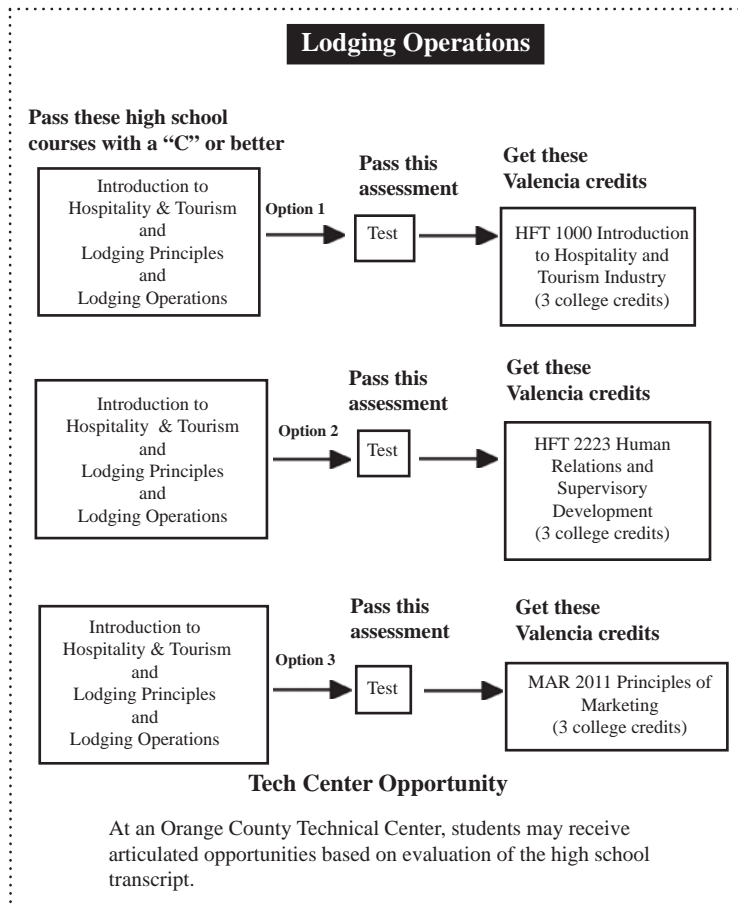 Lodging Operations
Pass these high school
courses with a “C” or better
Pass this
assessment
Get these
Valencia credits
Introduction to
Hospitality & Tourism
and
Lodging Principles
and
Lodging Operations
Option 1
Test
HFT 1000 Introduction
to Hospitality and
Tourism Industry
(3 college credits)
Pass this
assessment
Get these
Valencia credits
Introduction to
Hospitality & Tourism
and
Lodging Principles
and
Lodging Operations
Option 2
Test
HFT 2223 Human
Relations and
Supervisory
Development
(3 college credits)
Pass this
assessment
Get these
Valencia credits
Introduction to
Hospitality & Tourism
and
Lodging Principles
and
Lodging Operations
Option 3
Test
MAR 2011 Principles of
Marketing
(3 college credits)
Tech Center Opportunity
At an Orange County Technical Center, students may receive
articulated opportunities based on evaluation of the high school
transcript.